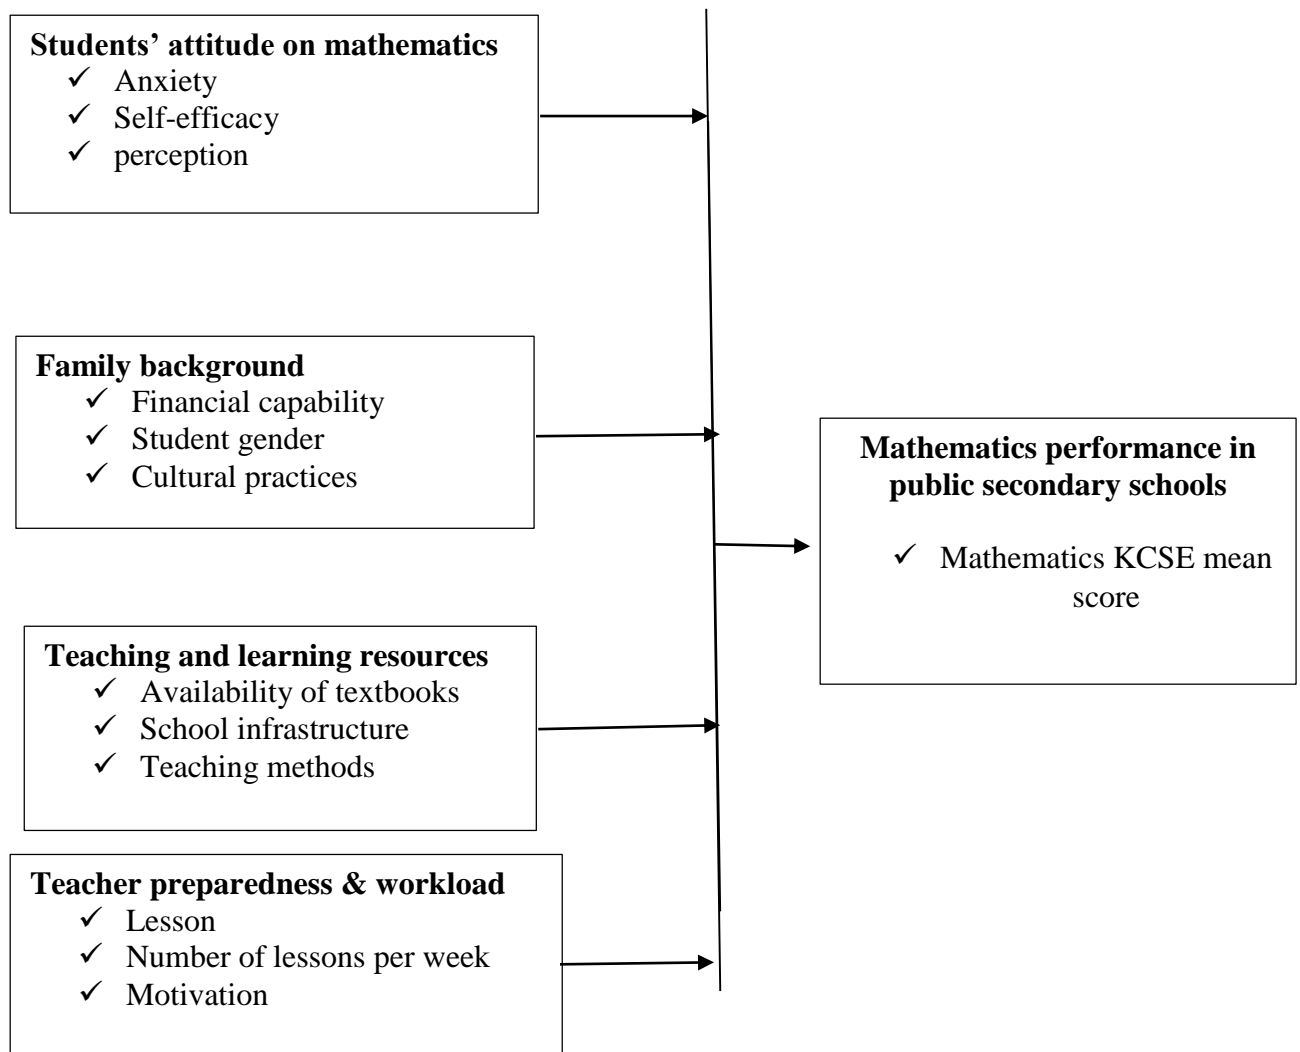 Students’ attitude on mathematics
✓ Anxiety
✓ Self-efficacy
✓ perception
Family background
✓ Financial capability
✓ Student gender
✓ Cultural practices
Teaching and learning resources
✓ Availability of textbooks
✓ School infrastructure
✓ Teaching methods
Teacher preparedness & workload
✓ Lesson
✓ Number of lessons per week
✓ Motivation
Mathematics performance in
public secondary schools
✓ Mathematics KCSE mean
score